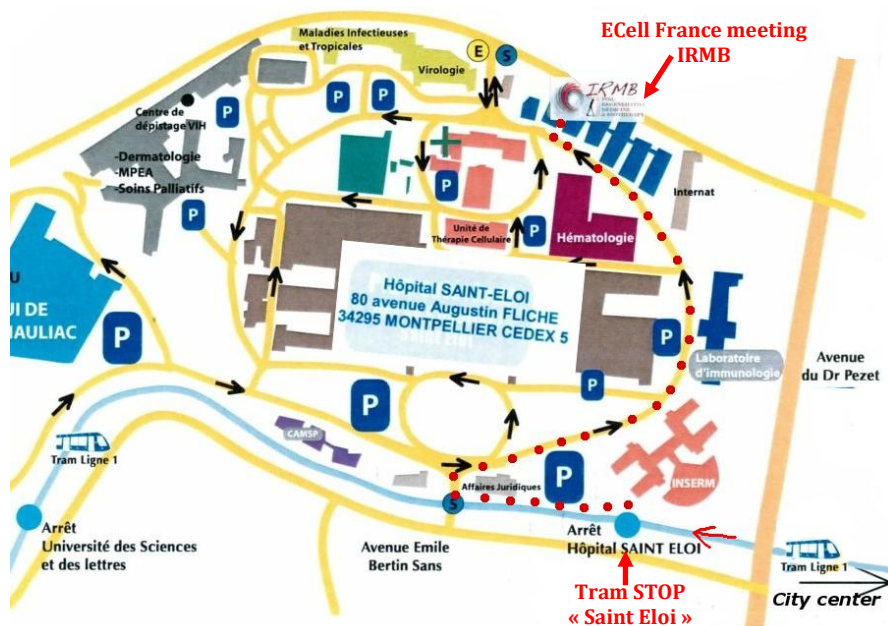 ECell France meeting
IRMB
Maladies Infectieuses
et Tropicales
E
S
Virologie
IRMB
P
P
P
Centre de
dépistage VIH
-Dermatologie
-MPEA
-Soins Palliatifs
P
P
Internat
Unité de
Thérapie Cellulaire
P
Hématologie
U
UI DE
HAULIAC
Hôpital SAINT-ELOI
80 avenue Augustin FLICHE
34295 MONTPELLIER CEDEX 5
P
P
Laboratoire
d'immunologie
Avenue
du Dr Pezet
P
P
CAMSP
Tram Ligne 1
Affaires Juridiques
P
INSERM
S
Arrêt
Université des Sciences
et des lettres
Avenue Emile
Bertin Sans
Arrêt
Hôpital SAINT ELOI
Tram Ligne 1
City center
Tram STOP
« Saint Eloi »